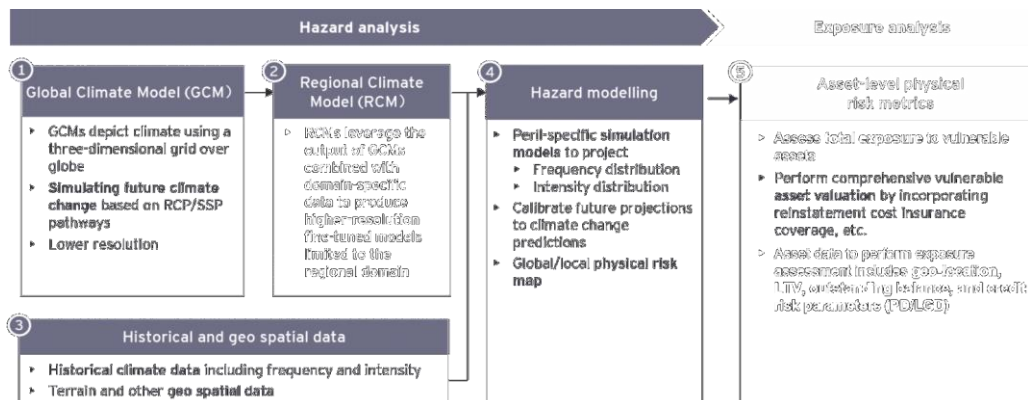 Hazard analysis
Exposure analysis
1
Global Climate Model (GCM)
GCMs depict climate using a
three-dimensional grid over
globe
Simulating future climate
change based on RCP/SSP
pathways
Lower resolution
2
Regional Climate
Model (RCM)
RCMs leverage the
output of GCMs
combined with
domain-specific
data to produce
higher-resolution
fine-tuned models
limited to the
regional domain
3
Historical and geo spatial data
Historical climate data including frequency and intensity
Terrain and other geo spatial data
4
Hazard modelling
Peril-specific simulation
models to project
Frequency distribution
Intensity distribution
Calibrate future projections
to climate change
predictions
Global/local physical risk
map
5
Asset-level physical
risk metrics
Assess total exposure to vulnerable
assets
Perform comprehensive vulnerable
asset valuation by incorporating
reinstatement cost insurance
coverage, etc.
Asset data to perform exposure
assessment includes geo-location,
LTV, outstanding balance, and credit
risk parameters (PD/LGD)